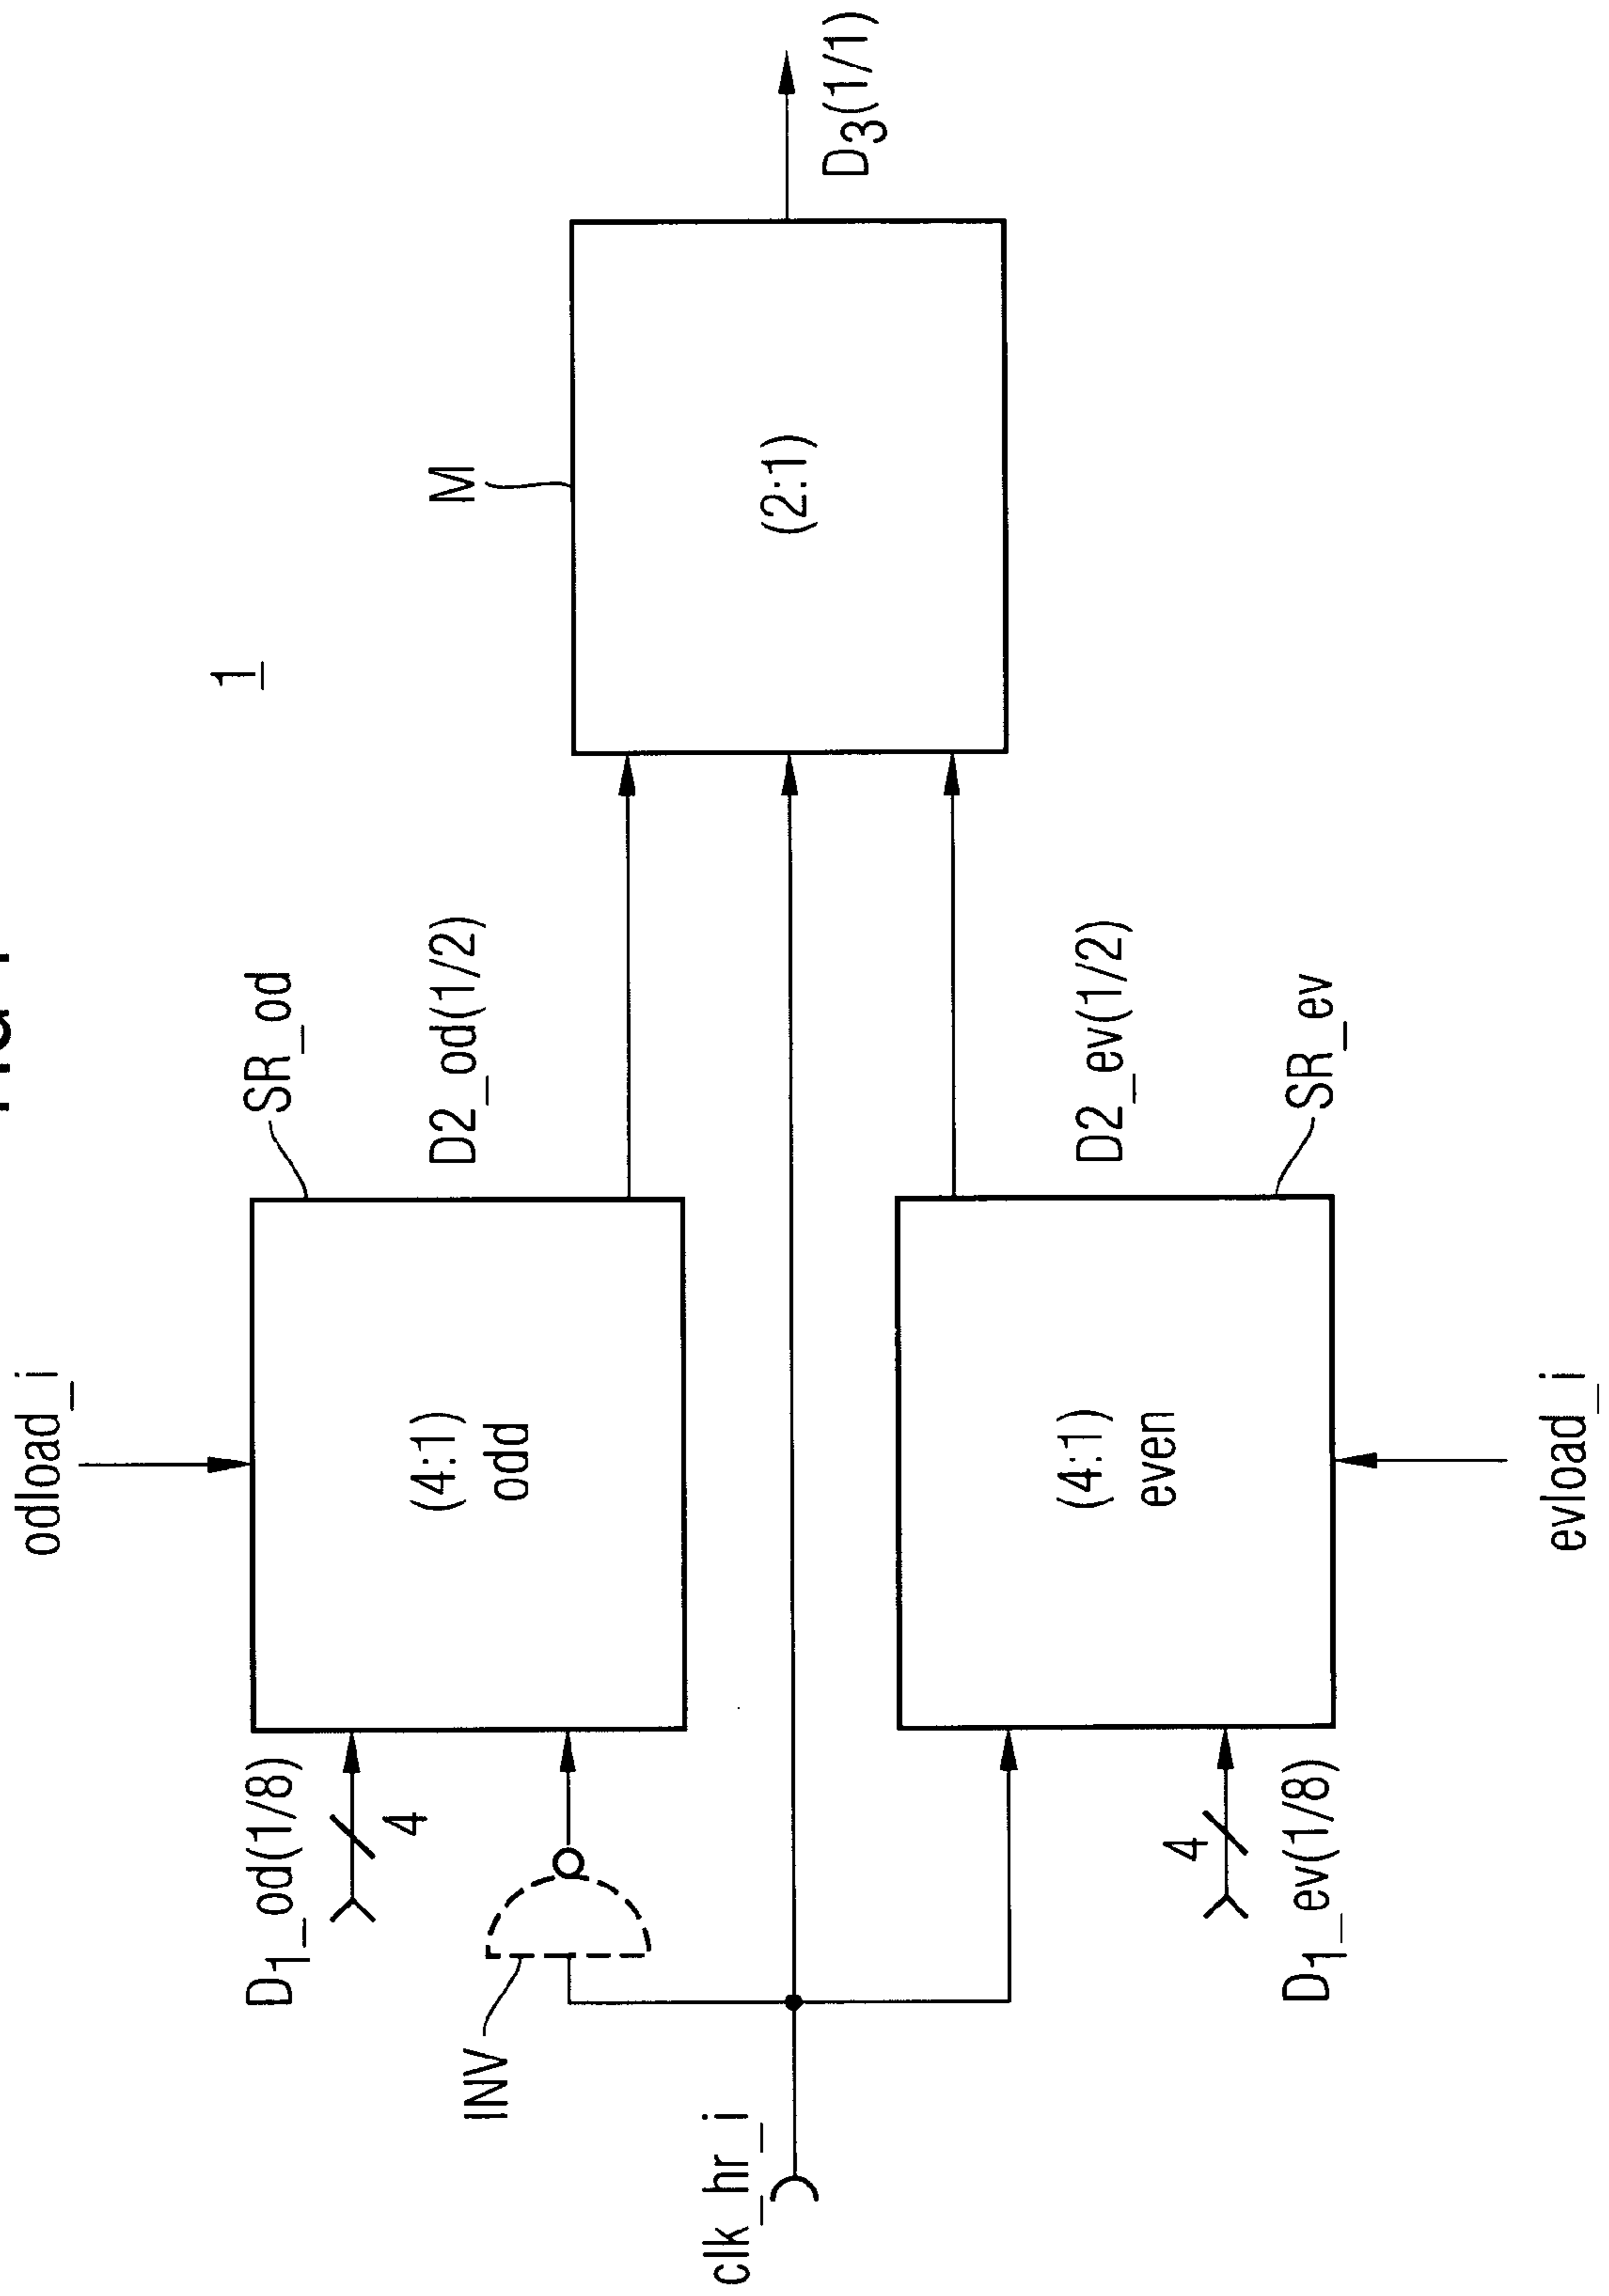 1
odload_i
SR_od
D1_od(1/8)
4
(4:1)
odd
D2_od(1/2)
INV
M
(2:1)
D3(1/1)
clk_hr_i
D2_ev(1/2)
4
(4:1)
even
D1_ev(1/8)
SR_ev
evload_i